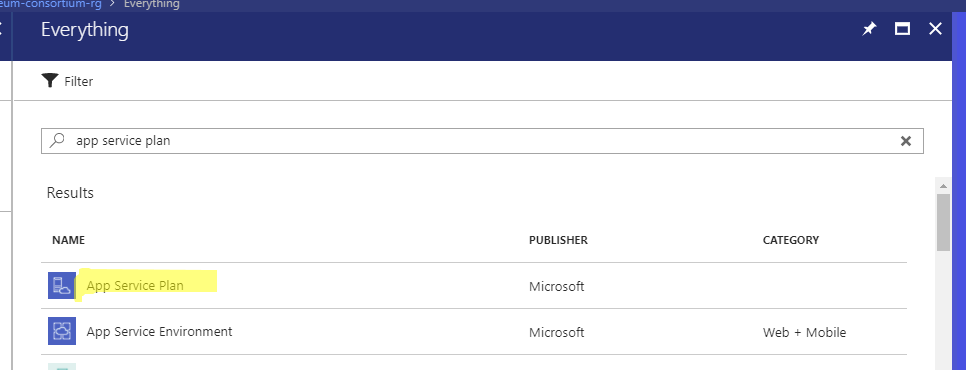 eum-consortium-rg > Everything
Everything
Filter
app service plan
Results
NAME PUBLISHER CATEGORY
App Service Plan Microsoft
App Service Environment Microsoft Web + Mobile